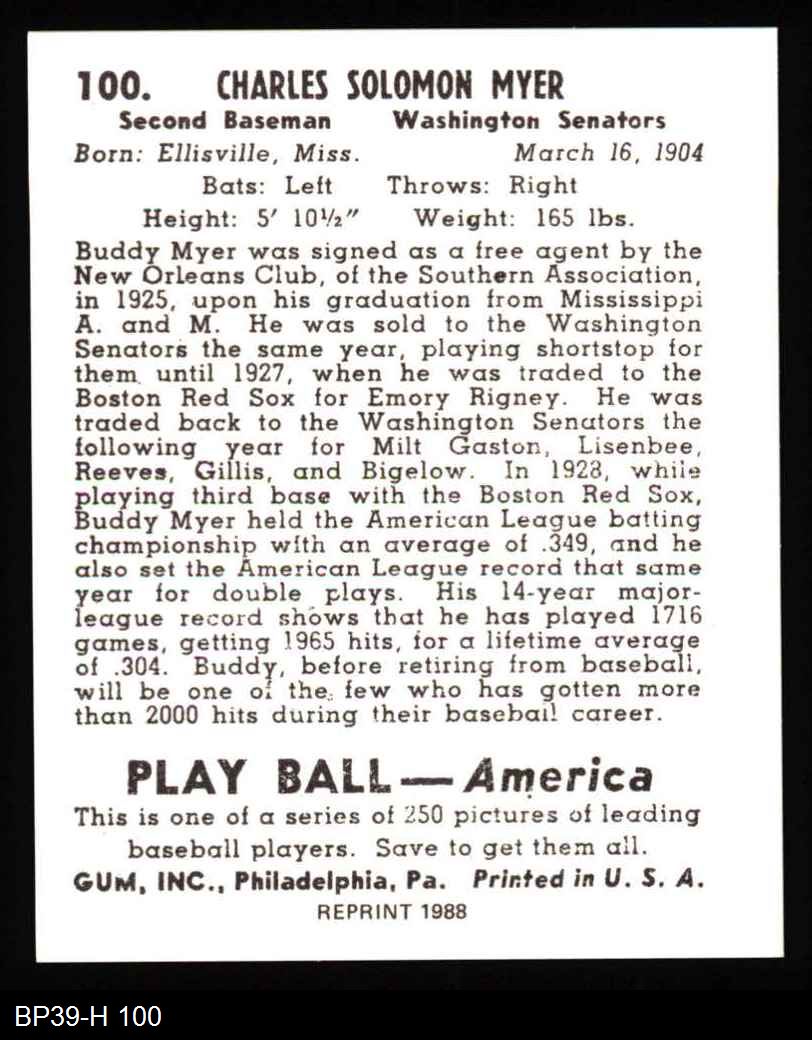 100. CHARLES SOLOMON MYER
Second Baseman Washington Senators
Born: Ellisville, Miss. March 16, 1904
Bats: Left Throws: Right
Height: 5' 10½" Weight: 165 lbs.
Buddy Myer was signed as a free agent by the
New Orleans Club, of the Southern Association,
in 1925, upon his graduation from Mississippi
A. and M. He was sold to the Washington
Senators the same year, playing shortstop for
them until 1927, when he was traded to the
Boston Red Sox for Emory Rigney. He was
traded back to the Washington Senators the
following year for Milt Gaston, Lisenbee,
Reeves, Gillis, and Bigelow. In 1928, while
playing third base with the Boston Red Sox,
Buddy Myer held the American League batting
championship with an average of .349, and he
also set the American League record that same
year for double plays. His 14-year major-
league record shows that he has played 1716
games, getting 1965 hits, for a lifetime average
of .304. Buddy, before retiring from baseball,
will be one of the few who has gotten more
than 2000 hits during their baseball career.
PLAY BALL—America
This is one of a series of 250 pictures of leading
baseball players. Save to get them all.
GUM, INC., Philadelphia, Pa. Printed in U. S. A.
REPRINT 1988
BP39-H 100